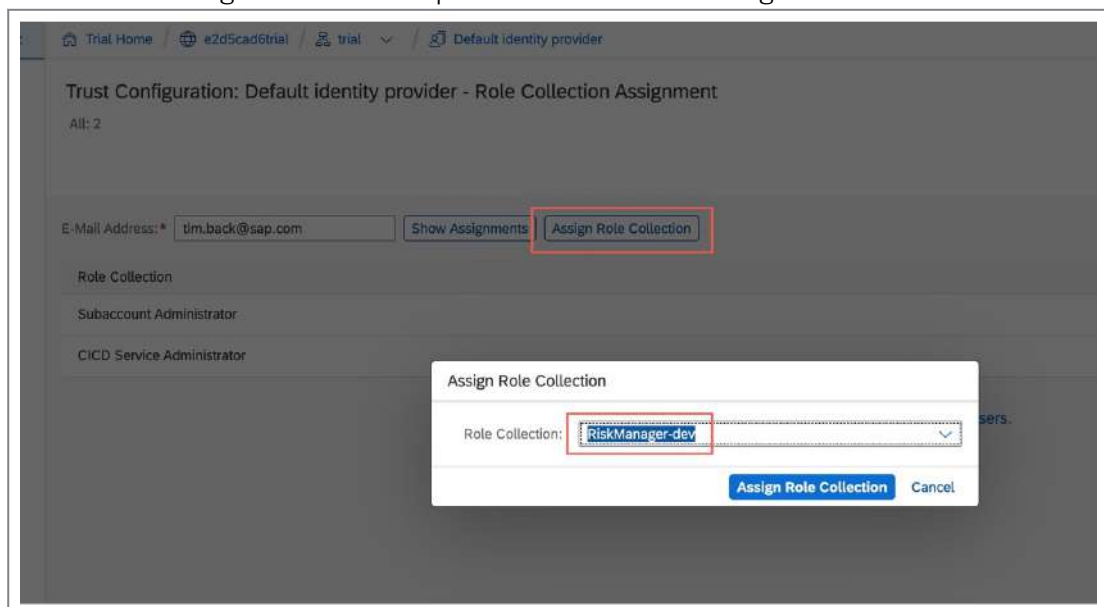 Trial Home / e2d5cad6trial / trial / Default identity provider
Trust Configuration: Default identity provider - Role Collection Assignment
All: 2
E-Mail Address:* tim.back@sap.com Show Assignments Assign Role Collection
Role Collection
Subaccount Administrator
CICD Service Administrator
Assign Role Collection
sers.
Role Collection: RiskManager-dev
Assign Role Collection Cancel